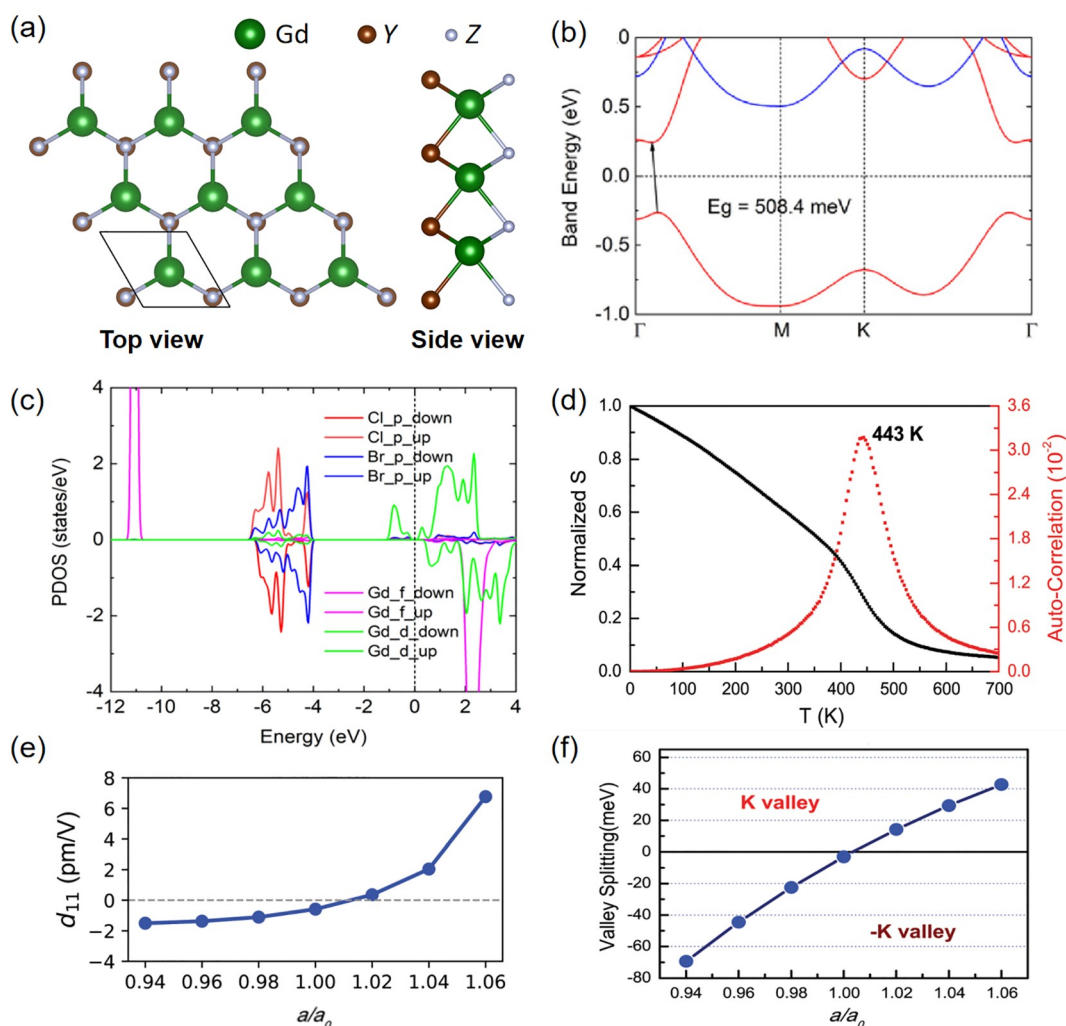 (a)
Gd Y Z
Top view
Side view
(b)
Band Energy (eV)
0
0.5
0.0
-0.5
-1.0
Eg = 508.4 meV
Γ M K Γ
(c)
PDOS (states/eV)
4
2
0
-2
-4
Cl_p_down
Cl_p_up
Br_p_down
Br_p_up
Gd_f_down
Gd_f_up
Gd_d_down
Gd_d_up
-12 -10 -8 -6 -4 -2 0 2 4
Energy (eV)
(d)
Normalized S
1.0
0.8
0.6
0.4
0.2
0.0
443 K
3.6
3.0
2.4
1.8
1.2
0.6
0.0
Auto-Correlation (10⁻²)
0 100 200 300 400 500 600 700
T (K)
(e)
d₁₁ (pm/V)
8
6
4
2
0
−2
−4
0.94 0.96 0.98 1.00 1.02 1.04 1.06
a/a₀
(f)
Valley Splitting(meV)
60
40
20
0
-20
-40
-60
-80
K valley
-K valley
0.94 0.96 0.98 1.00 1.02 1.04 1.06
a/a₀